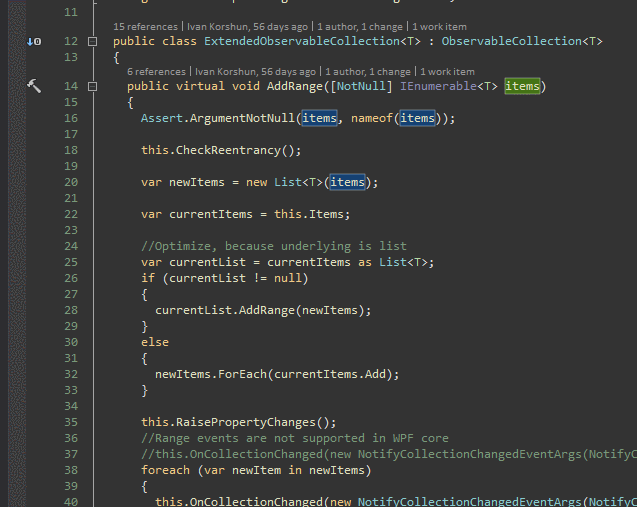 11
15 references | Ivan Korshun, 56 days ago | 1 author, 1 change | 1 work item
12 public class ExtendedObservableCollection<T> : ObservableCollection<T>
13 {
6 references | Ivan Korshun, 56 days ago | 1 author, 1 change | 1 work item
14 public virtual void AddRange([NotNull] IEnumerable<T> items)
15 {
16 Assert.ArgumentNotNull(items, nameof(items));
17
18 this.CheckReentrancy();
19
20 var newItems = new List<T>(items);
21
22 var currentItems = this.Items;
23
24 //Optimize, because underlying is list
25 var currentList = currentItems as List<T>;
26 if (currentList != null)
27 {
28 currentList.AddRange(newItems);
29 }
30 else
31 {
32 newItems.ForEach(currentItems.Add);
33 }
34
35 this.RaisePropertyChanges();
36 //Range events are not supported in WPF core
37 //this.OnCollectionChanged(new NotifyCollectionChangedEventArgs(NotifyC
38 foreach (var newItem in newItems)
39 {
40 this.OnCollectionChanged(new NotifyCollectionChangedEventArgs(NotifyC